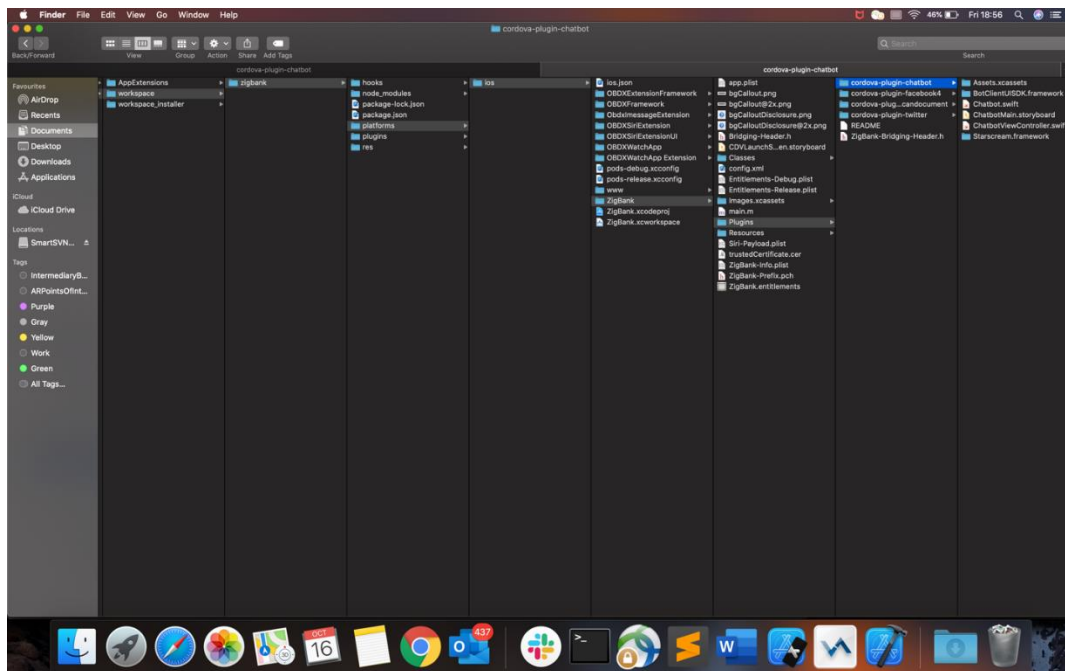 Finder File Edit View Go Window Help
46% Fri 18:56
cordova-plugin-chatbot
Back/Forward View Group Action Share Add Tags Search
Search
cordova-plugin-chatbot cordova-plugin-chatbot
Favourites
AirDrop
Recents
Documents
Desktop
Downloads
Applications
iCloud
iCloud Drive
Locations
SmartSVN...
Tags
IntermediaryB...
ARPointsOfInt...
Purple
Gray
Yellow
Work
Green
All Tags...
AppExtensions
workspace
workspace_installer
zigbank
hooks
node_modules
package-lock.json
package.json
platforms
plugins
res
ios
ios.json
OBDXExtensionFramework
OBDXFramework
ObdxImessageExtension
OBDXSiriExtension
OBDXSiriExtensionUI
OBDXWatchApp
OBDXWatchApp Extension
pods-debug.xcconfig
pods-release.xcconfig
www
ZigBank
ZigBank.xcodeproj
ZigBank.xcworkspace
app.plist
bgCallout.png
bgCallout@2x.png
bgCalloutDisclosure.png
bgCalloutDisclosure@2x.png
Bridging-Header.h
CDVLaunchS...en.storyboard
Classes
config.xml
Entitlements-Debug.plist
Entitlements-Release.plist
Images.xcassets
main.m
Plugins
Resources
Siri-Payload.plist
trustedCertificate.cer
ZigBank-Info.plist
ZigBank-Prefix.pch
ZigBank.entitlements
cordova-plugin-chatbot
cordova-plugin-facebook4
cordova-plug...candocument
cordova-plugin-twitter
README
ZigBank-Bridging-Header.h
Assets.xcassets
BotClientUISDK.framework
Chatbot.swift
ChatbotMain.storyboard
ChatbotViewController.swif
Starscream.framework
OCT
16
437